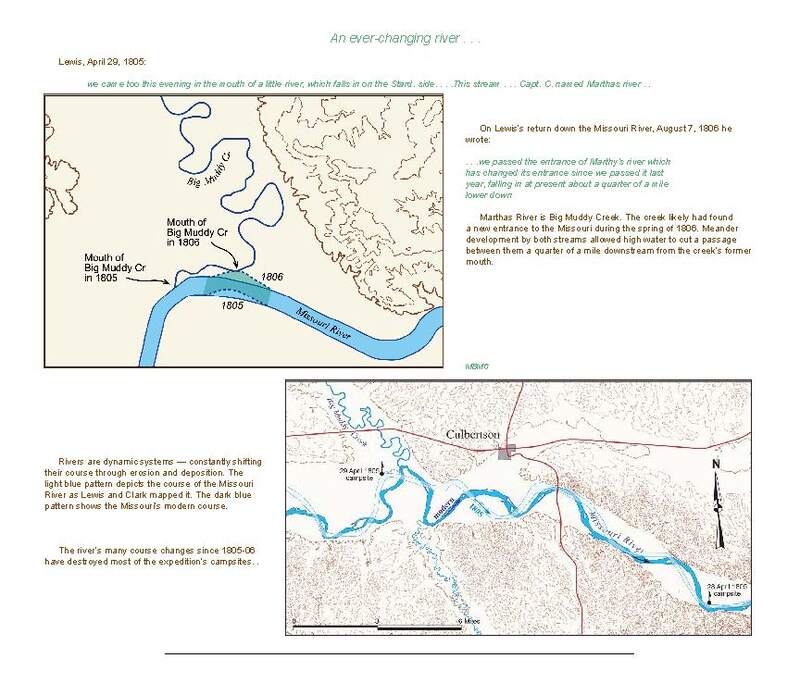 An ever-changing river . . .
Lewis, April 29, 1805:
we came too this evening in the mouth of a little river, which falls in on the Stard. side. . . .This stream . . . Capt. C. named Marthas river . .
Big Muddy Cr
Mouth of
Big Muddy Cr
in 1806
Mouth of
Big Muddy Cr
in 1805
1806
1805
Missouri River
On Lewis's return down the Missouri River, August 7, 1806 he
wrote:
. . .we passed the entrance of Marthy's river which
has changed its entrance since we passed it last
year, falling in at present about a quarter of a mile
lower down
Marthas River is Big Muddy Creek. The creek likely had found
a new entrance to the Missouri during the spring of 1806. Meander
development by both streams allowed high water to cut a passage
between them a quarter of a mile downstream from the creek's former
mouth.
MBMG
Rivers are dynamic systems — constantly shifting
their course through erosion and deposition. The
light blue pattern depicts the course of the Missouri
River as Lewis and Clark mapped it. The dark blue
pattern shows the Missouri's modern course.
The river's many course changes since 1805-06
have destroyed most of the expedition's campsites. .
Big Muddy Creek
Culbertson
29 April 1805
campsite
modern
1805
Missouri River
N
28 April 1805
campsite
0 3 6 Miles